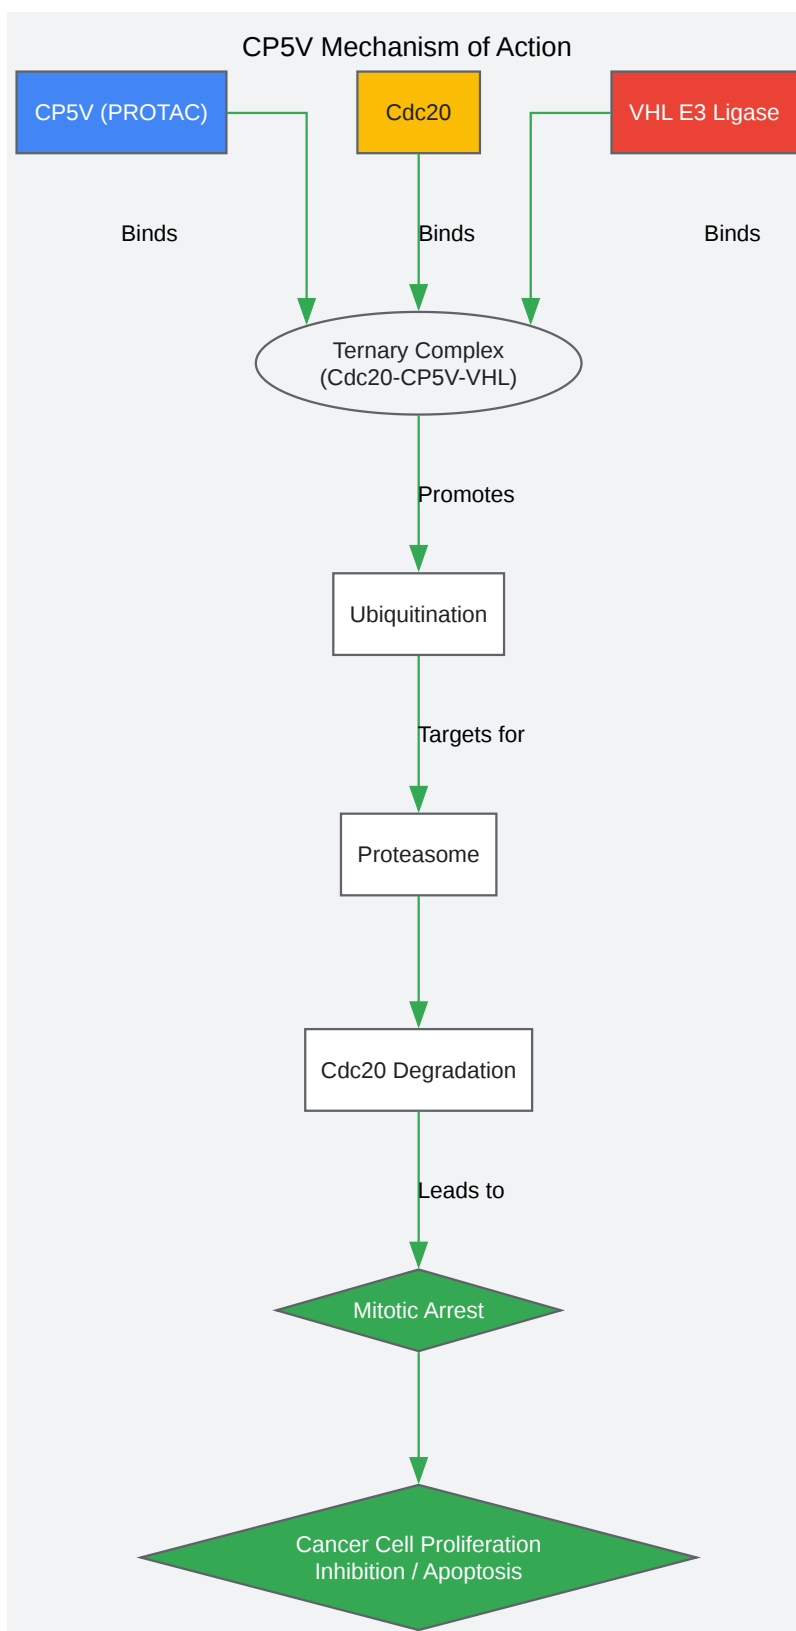 CP5V Mechanism of Action
CP5V (PROTAC)
Cdc20
VHL E3 Ligase
Binds
Binds
Binds
Ternary Complex
(Cdc20-CP5V-VHL)
Promotes
Ubiquitination
Targets for
Proteasome
Cdc20 Degradation
Leads to
Mitotic Arrest
Cancer Cell Proliferation
Inhibition / Apoptosis